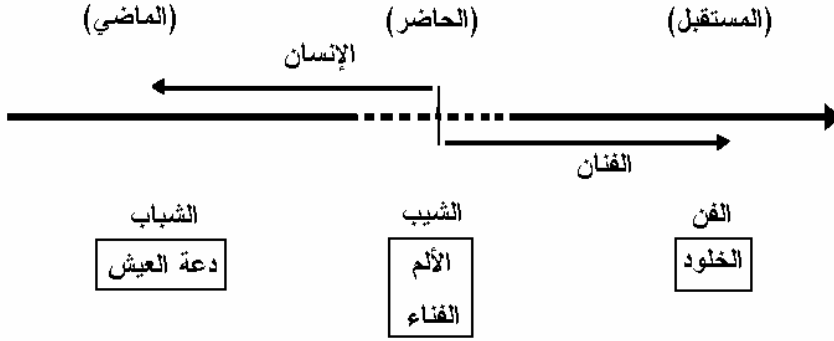 (المستقبل) (الحاضر) (الماضي)
الإنسان
الفنان
الفن الشيب الشباب
الخلود الألم دعة العيش
الفناء